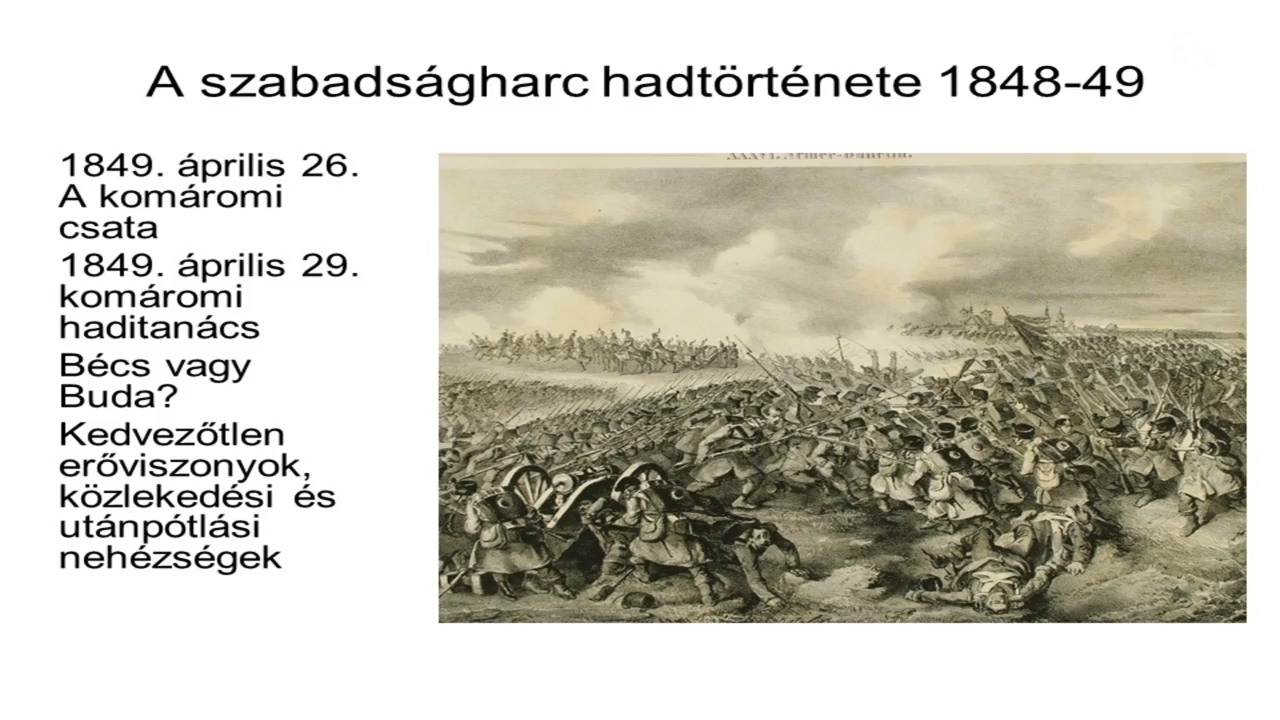 A szabadságharc hadtörténete 1848-49
1849. április 26.
A komáromi
csata
1849. április 29.
komáromi
haditanács
Bécs vagy
Buda?
Kedvezőtlen
erőviszonyok,
közlekedési és
utánpótlási
nehézségek